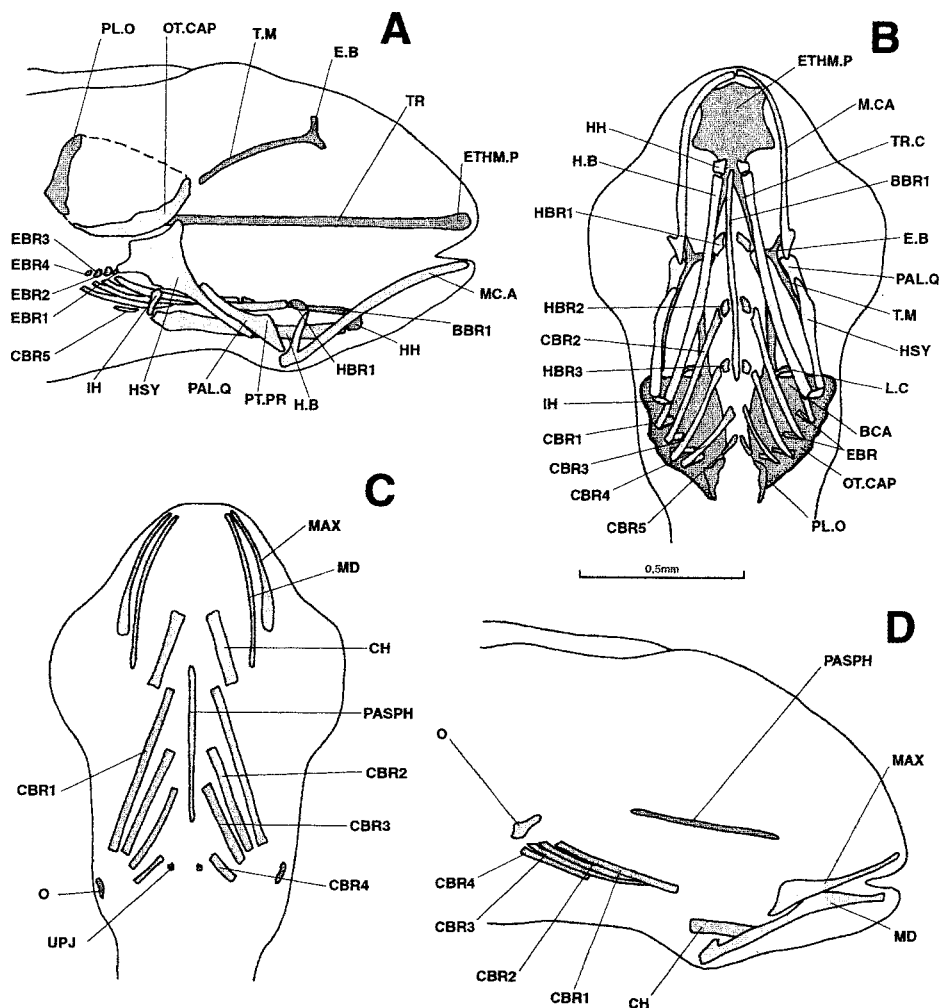 A
PL.O
OT.CAP
T.M
E.B
TR
ETHM.P
EBR3
EBR4
EBR2
EBR1
CBR5
IH
HSY
PAL.Q
PT.PR
H.B
HBR1
HH
BBR1
MC.A
B
ETHM.P
M.CA
HH
H.B
TR.C
BBR1
HBR1
E.B
PAL.Q
HBR2
T.M
CBR2
HSY
HBR3
L.C
IH
BCA
CBR1
EBR
CBR3
OT.CAP
CBR4
PL.O
CBR5
0,5mm
C
MAX
MD
CH
PASPH
CBR1
CBR2
CBR3
CBR4
O
UPJ
D
PASPH
O
MAX
CBR4
CBR3
MD
CBR2
CBR1
CH